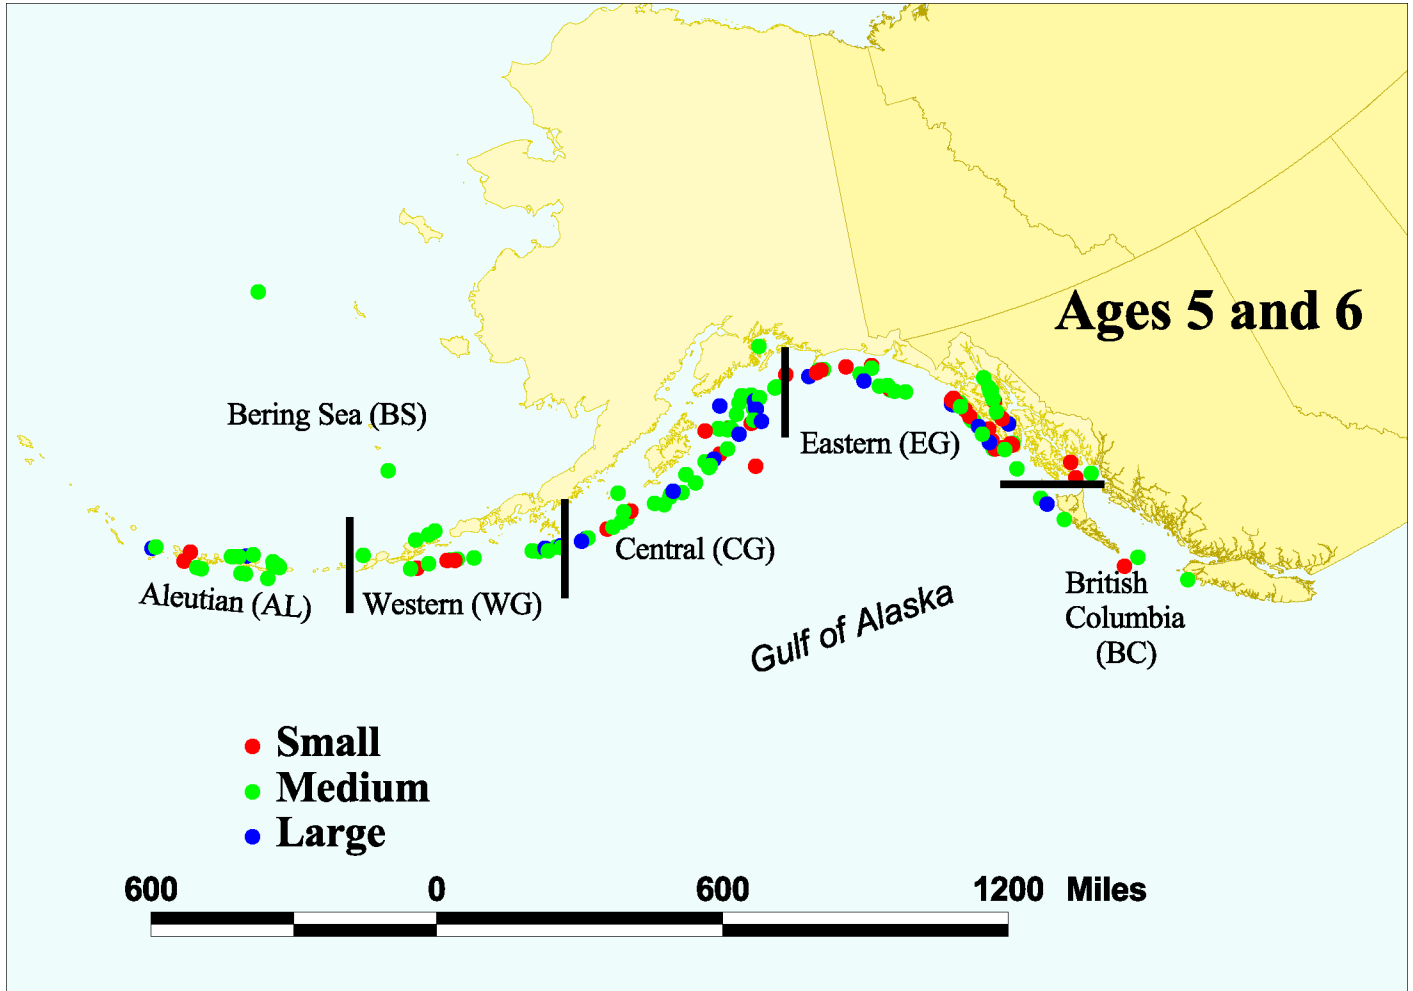 Ages 5 and 6
Bering Sea (BS)
Eastern (EG)
Central (CG)
Aleutian (AL)
Western (WG)
British
Columbia
(BC)
Gulf of Alaska
Small
Medium
Large
600 0 600 1200 Miles